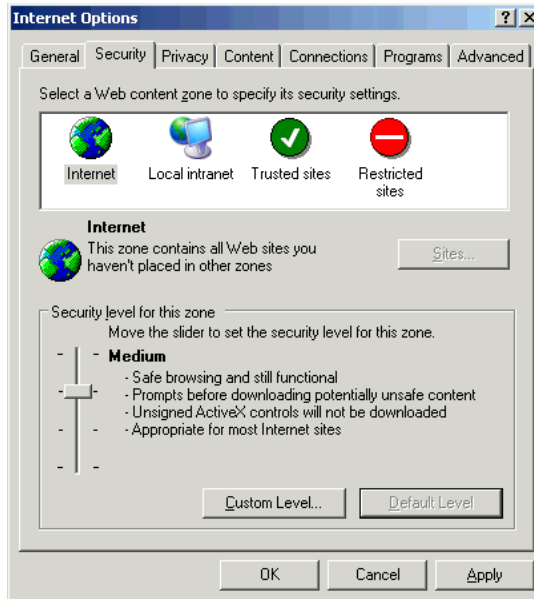 Internet Options
General Security Privacy Content Connections Programs Advanced
Select a Web content zone to specify its security settings.
Internet Local intranet Trusted sites Restricted
sites
Internet
This zone contains all Web sites you
haven't placed in other zones
Sites...
Security level for this zone
Move the slider to set the security level for this zone.
Medium
- Safe browsing and still functional
- Prompts before downloading potentially unsafe content
- Unsigned ActiveX controls will not be downloaded
- Appropriate for most Internet sites
Custom Level... Default Level
OK Cancel Apply